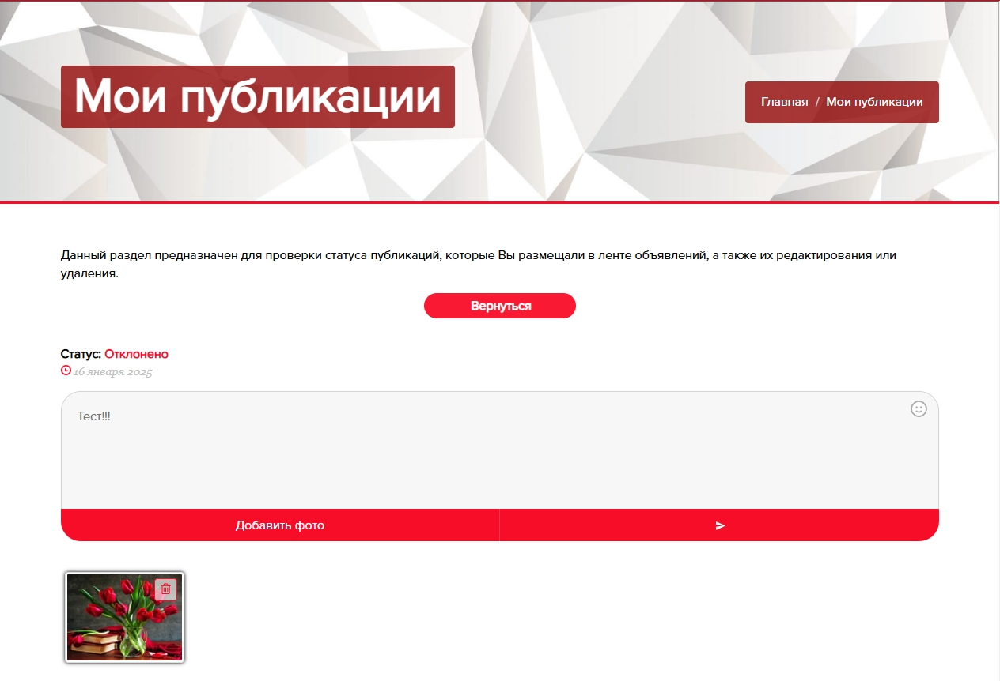 Мои публикации
Главная / Мои публикации
Данный раздел предназначен для проверки статуса публикаций, которые Вы размещали в ленте объявлений, а также их редактирования или
удаления.
Вернуться
Статус: Отклонено
16 января 2025
Тест!!!
Добавить фото